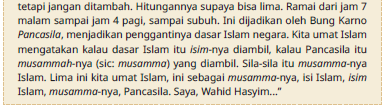 tetapi jangan ditambah. Hitungannya supaya bisa lima. Ramai dari jam 7
malam sampai jam 4 pagi, sampai subuh. Ini dijadikan oleh Bung Karno
Pancasila, menjadikan penggantinya dasar Islam negara. Kita umat Islam
mengatakan kalau dasar Islam itu isim-nya diambil, kalau Pancasila itu
musammah-nya (sic: musamma) yang diambil. Sila-sila itu musamma-nya
Islam. Lima ini kita umat Islam, ini sebagai musamma-nya, isi Islam, isim
Islam, musamma-nya, Pancasila. Saya, Wahid Hasyim...”